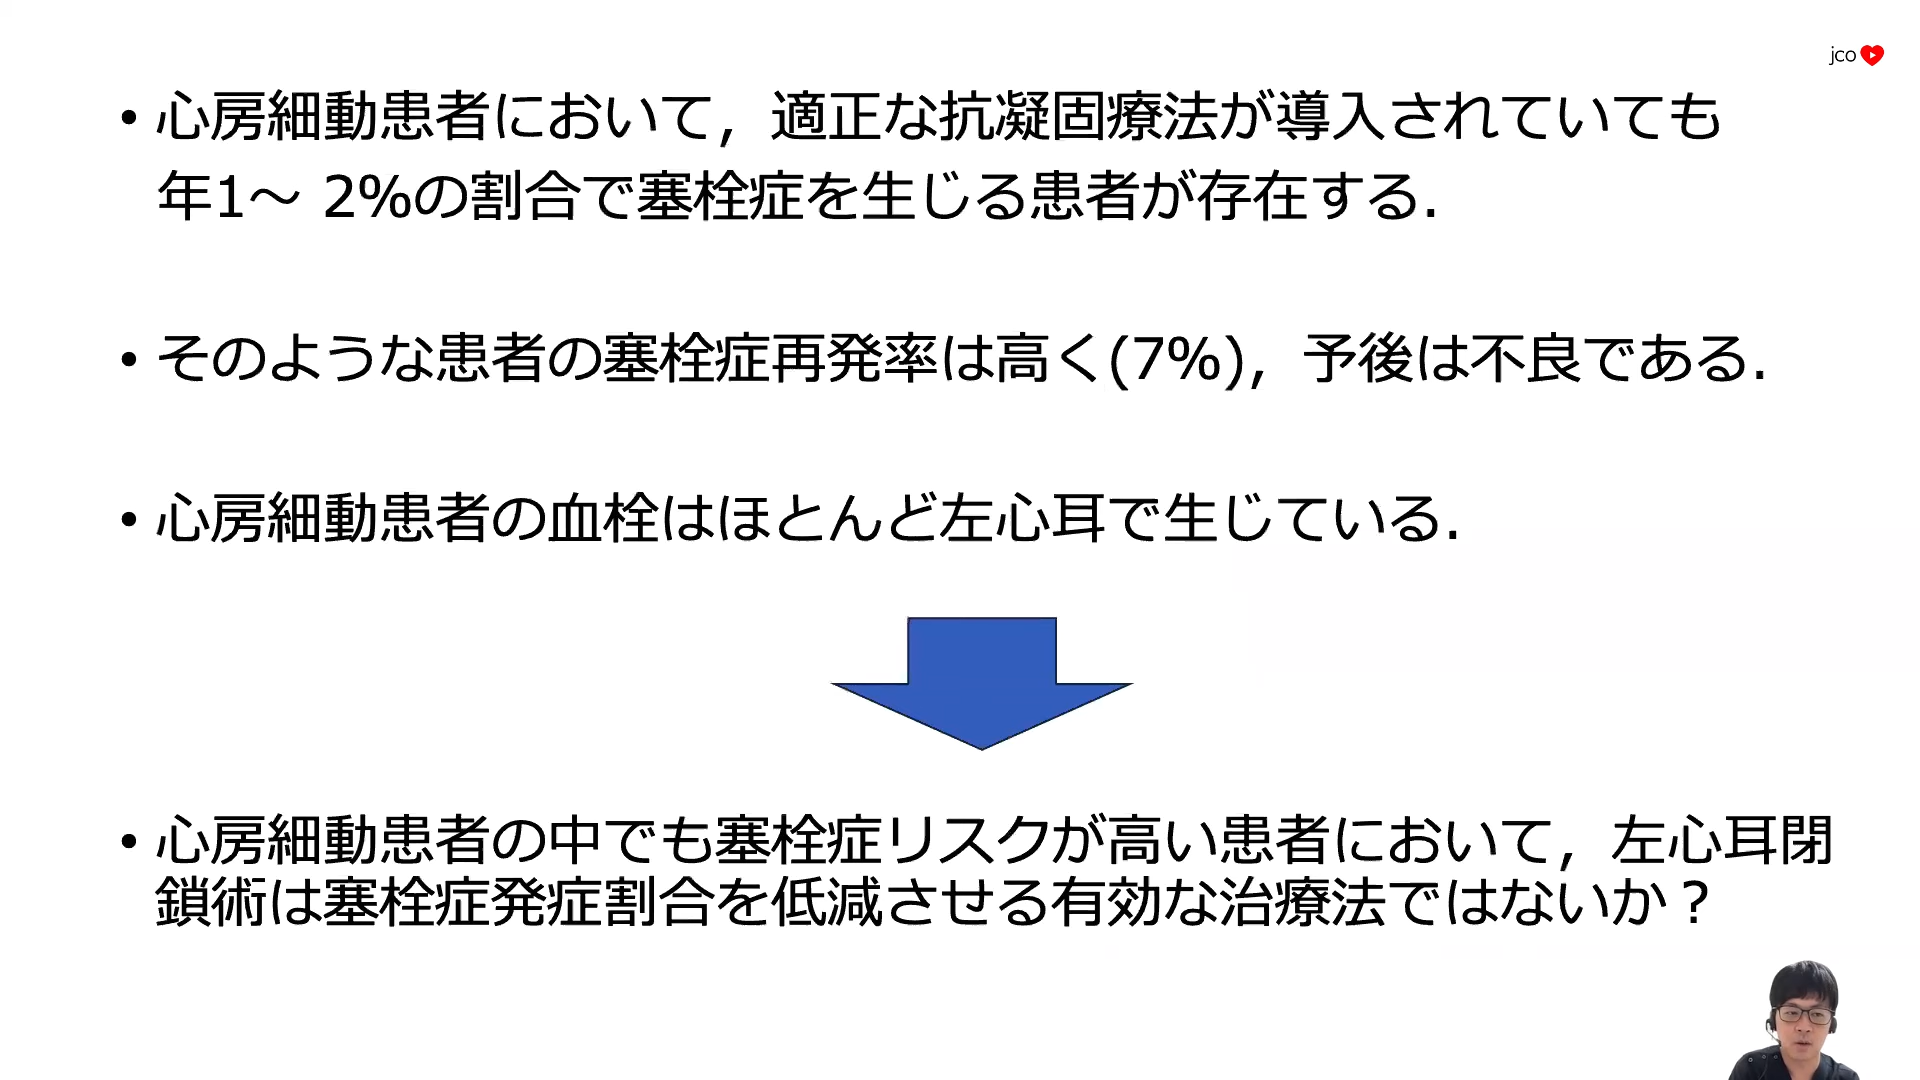 jco
• 心房細動患者において，適正な抗凝固療法が導入されていても
年1～ 2%の割合で塞栓症を生じる患者が存在する．
• そのような患者の塞栓症再発率は高く(7%)，予後は不良である．
• 心房細動患者の血栓はほとんど左心耳で生じている．
• 心房細動患者の中でも塞栓症リスクが高い患者において，左心耳閉
鎖術は塞栓症発症割合を低減させる有効な治療法ではないか？